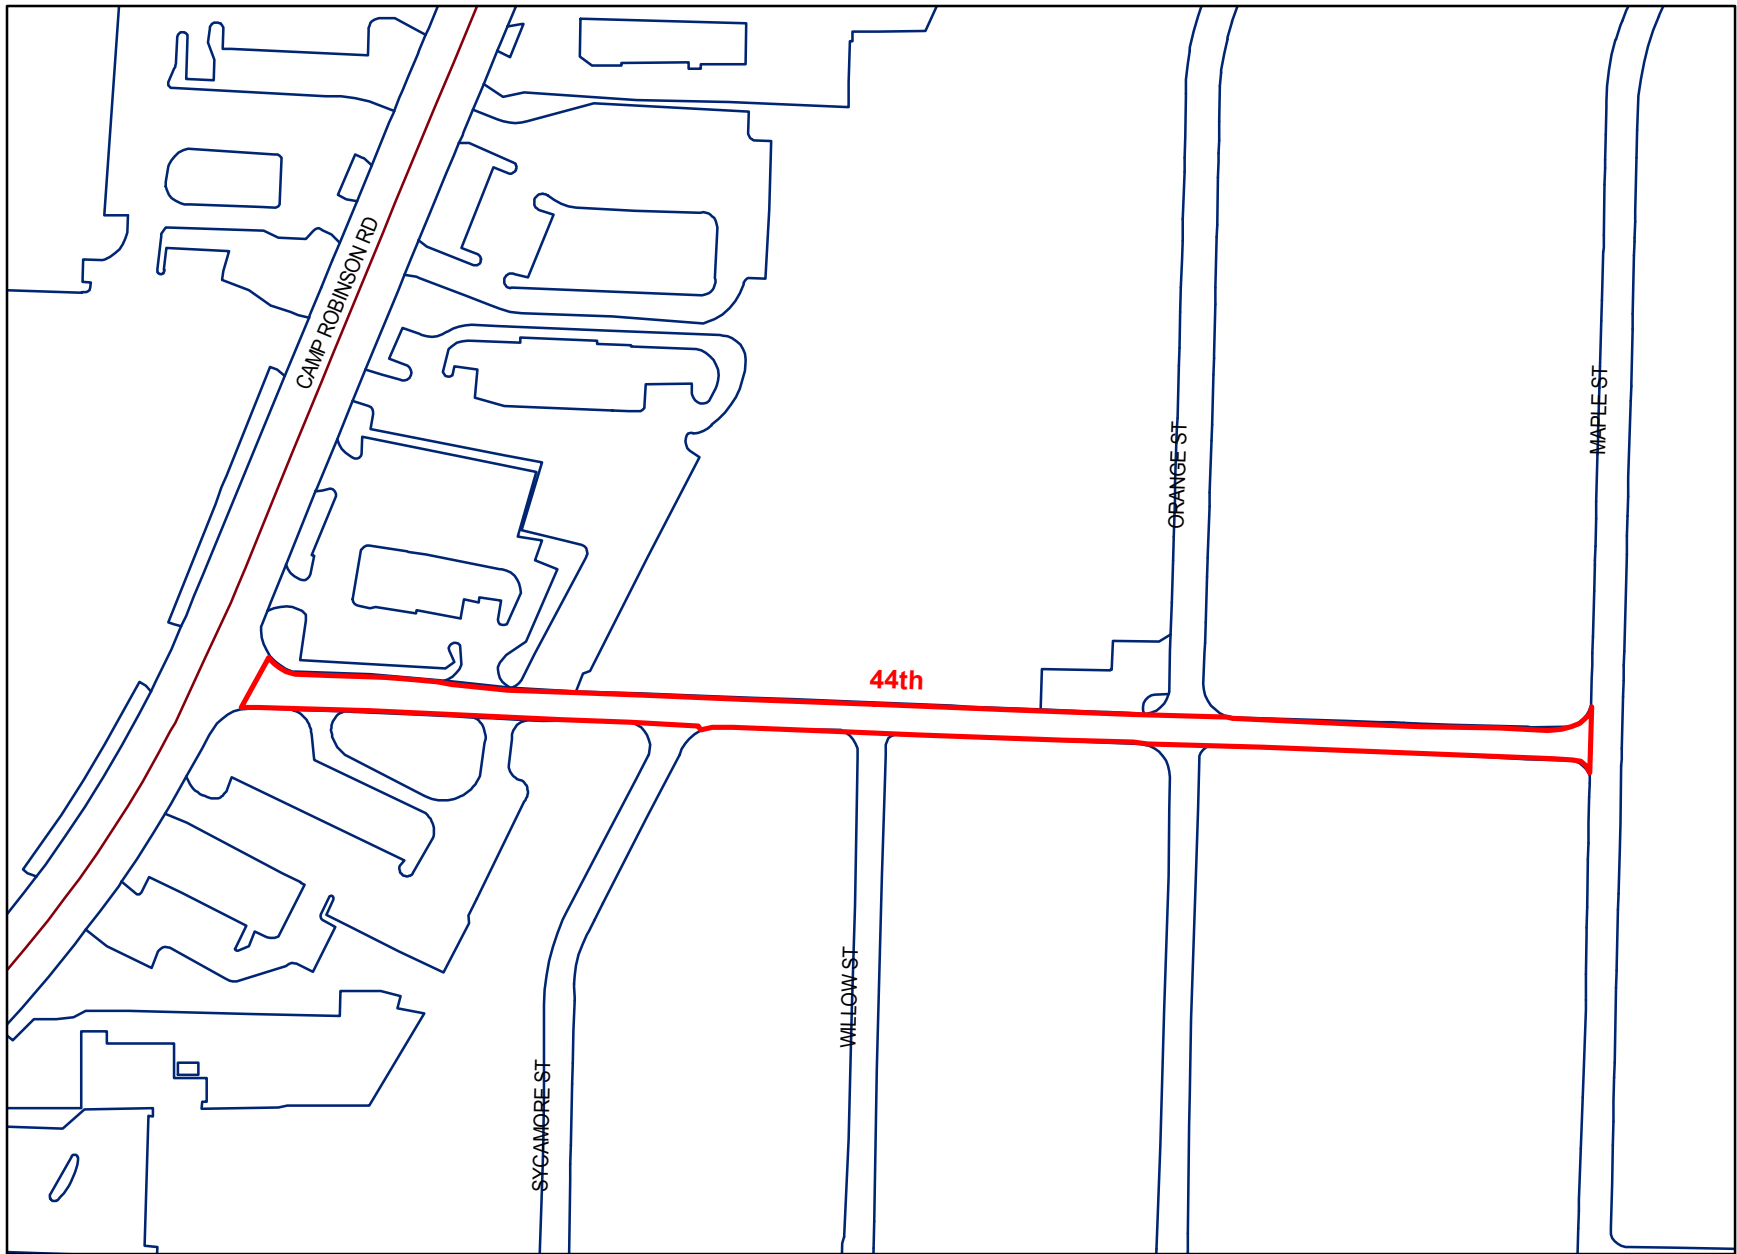 CAMP ROBINSON RD
MAPLE ST
ORANGE ST
44th
WILLOW ST
SYCAMORE ST